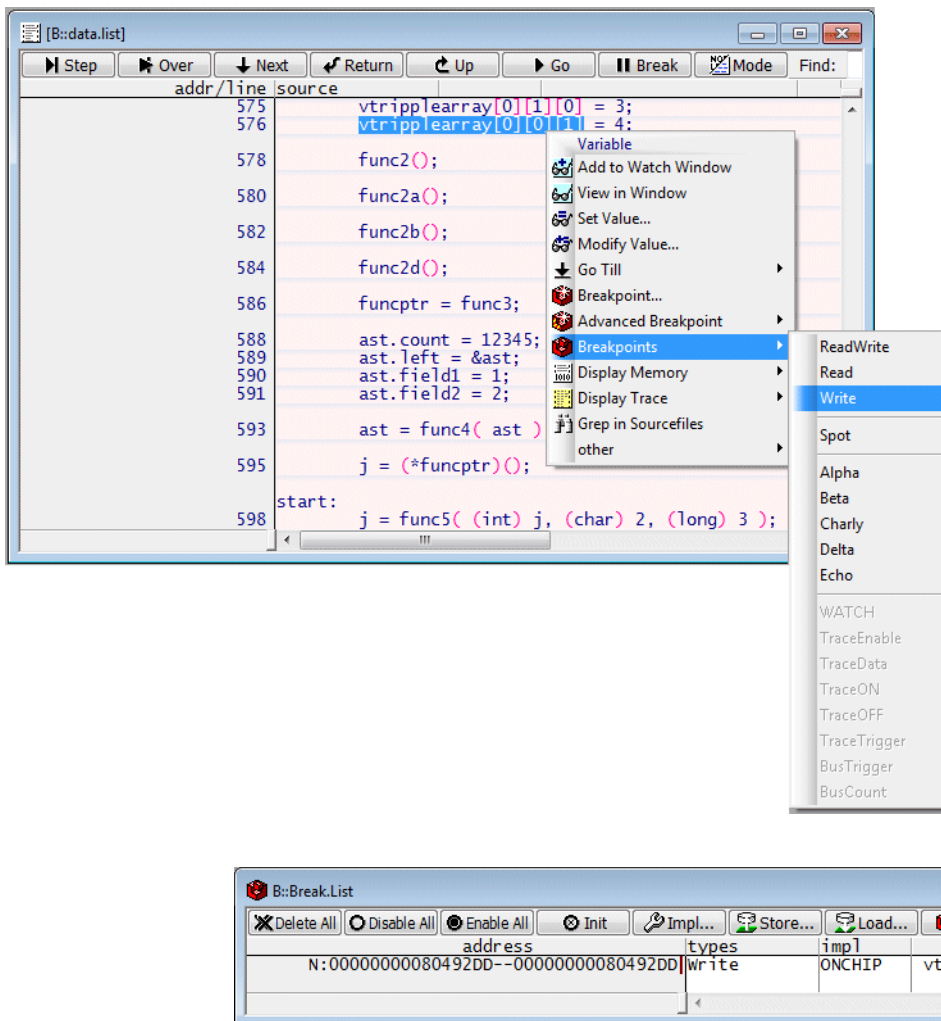 [B::data.list]
Step Over Next Return Up Go Break Mode Find:
addr/line source
575 vtripplearray[0][1][0] = 3;
576 vtripplearray[0][0][1] = 4;
578 func2();
580 func2a();
582 func2b();
584 func2d();
586 funcptr = func3;
588 ast.count = 12345;
589 ast.left = &ast;
590 ast.field1 = 1;
591 ast.field2 = 2;
593 ast = func4( ast )
595 j = (*funcptr)();
start:
598 j = func5( (int) j, (char) 2, (long) 3 );
Variable
Add to Watch Window
View in Window
Set Value...
Modify Value...
Go Till
Breakpoint...
Advanced Breakpoint
Breakpoints
Display Memory
Display Trace
Grep in Sourcefiles
other
ReadWrite
Read
Write
Spot
Alpha
Beta
Charly
Delta
Echo
WATCH
TraceEnable
TraceData
TraceON
TraceOFF
TraceTrigger
BusTrigger
BusCount
B::Break.List
Delete All Disable All Enable All Init Impl... Store... Load...
address types impl
N:00000000080492DD--00000000080492DD Write ONCHIP vt